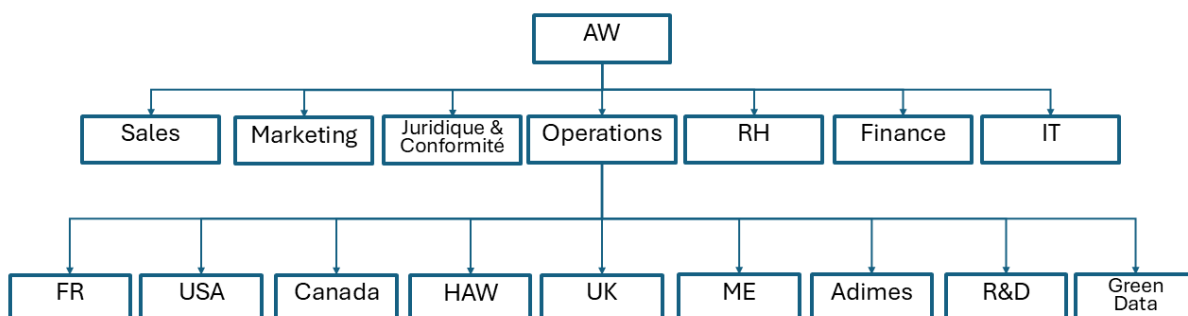 AW
Sales
Marketing
Juridique &
Conformité
Operations
RH
Finance
IT
FR
USA
Canada
HAW
UK
ME
Adimes
R&D
Green
Data